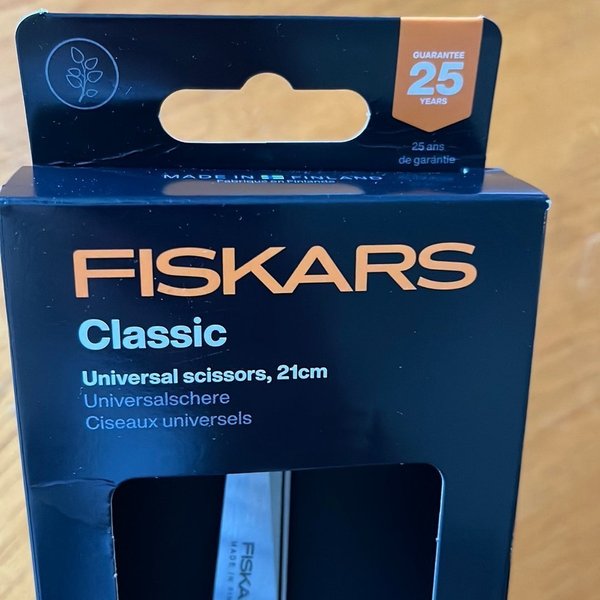 GUARANTEE
25
YEARS
25 ans
de garantie
MADE IN FINLAND
Fabriqué en Finlande
FISKARS
Classic
Universal scissors, 21cm
Universalschere
Ciseaux universels
FISKA
MADE IN FIN